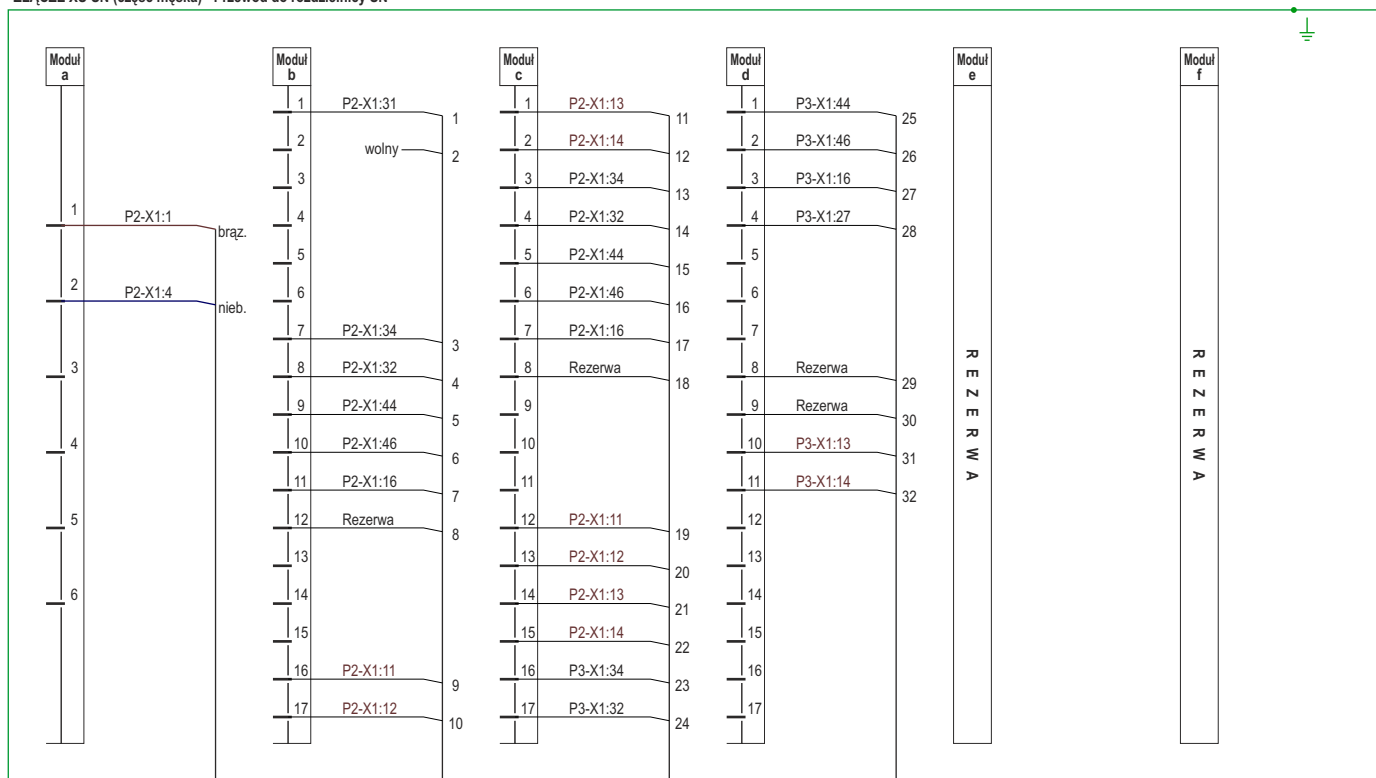 Moduł
a
1
P2-X1:1
brąz.
2
P2-X1:4
nieb.
3
4
5
6
Moduł
b
1 P2-X1:31 1
2 wolny 2
3
4
5
6
7 P2-X1:34 3
8 P2-X1:32 4
9 P2-X1:44 5
10 P2-X1:46 6
11 P2-X1:16 7
12 Rezerwa 8
13
14
15
16 P2-X1:11 9
17 P2-X1:12 10
Moduł
c
1 P2-X1:13 11
2 P2-X1:14 12
3 P2-X1:34 13
4 P2-X1:32 14
5 P2-X1:44 15
6 P2-X1:46 16
7 P2-X1:16 17
8 Rezerwa 18
9
10
11
12 P2-X1:11 19
13 P2-X1:12 20
14 P2-X1:13 21
15 P2-X1:14 22
16 P3-X1:34 23
17 P3-X1:32 24
Moduł
d
1 P3-X1:44 25
2 P3-X1:46 26
3 P3-X1:16 27
4 P3-X1:27 28
5
6
7
8 Rezerwa 29
9 Rezerwa 30
10 P3-X1:13 31
11 P3-X1:14 32
12
13
14
15
16
17
Moduł
e
REZERWA
Moduł
f
REZERWA